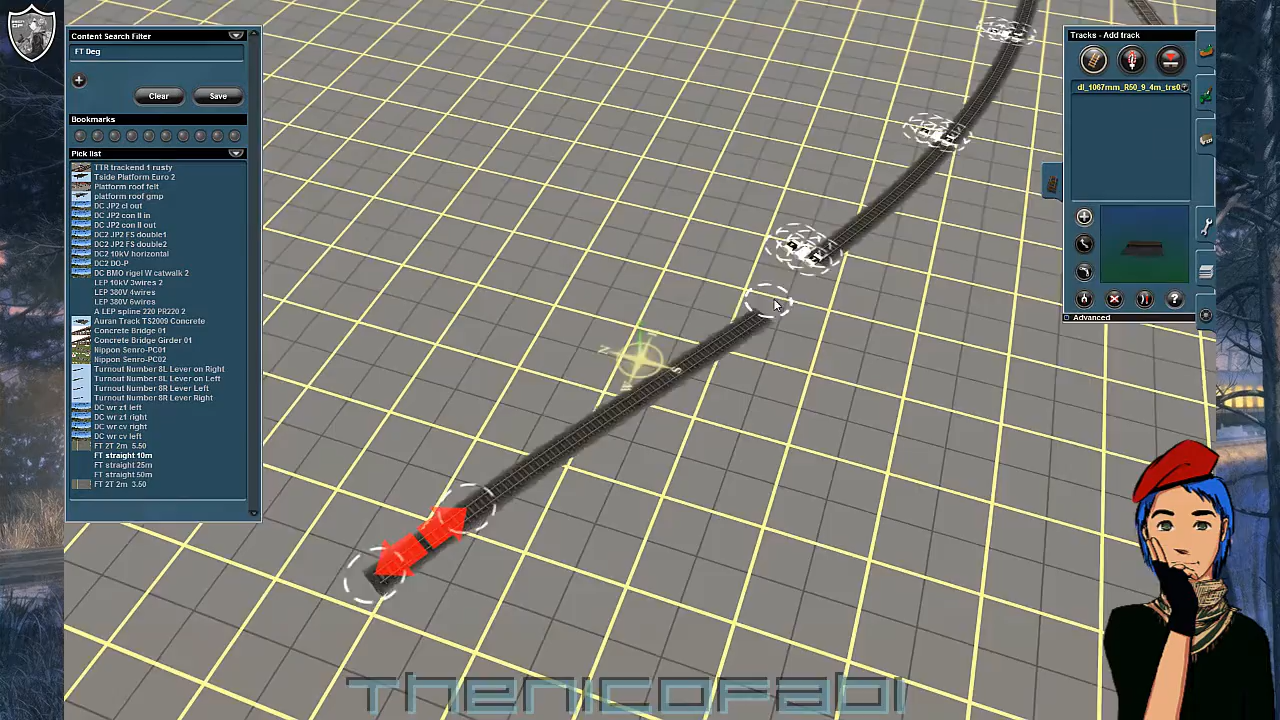 Content Search Filter
FT Deg
Clear
Save
Bookmarks
Pick list
TTR trackend 1 rusty
Tside Platform Euro 2
Platform roof felt
platform roof gmp
DC JP2 cl out
DC JP2 con II in
DC JP2 con II out
DC2 JP2 FS double1
DC2 JP2 FS double2
DC2 10kV horizontal
DC2 DO-P
DC BMO rigel W catwalk 2
LEP 10kV 3wires 2
LEP 380V 4wires
LEP 380V 6wires
A LEP spline 220 PR220 2
Auran Track TS2009 Concrete
Concrete Bridge 01
Concrete Bridge Girder 01
Nippon Senro-PC01
Nippon Senro-PC02
Turnout Number 8L Lever on Right
Turnout Number 8L Lever on Left
Turnout Number 8R Lever Left
Turnout Number 8R Lever Right
DC wr z1 left
DC wr z1 right
DC wr cv right
DC wr cv left
FT 2T 2m 5.50
FT straight 10m
FT straight 25m
FT straight 50m
FT 2T 2m 3.50
Tracks - Add track
dl_1067mm_R50_9_4m_trs0
Advanced
TheNicoFabi